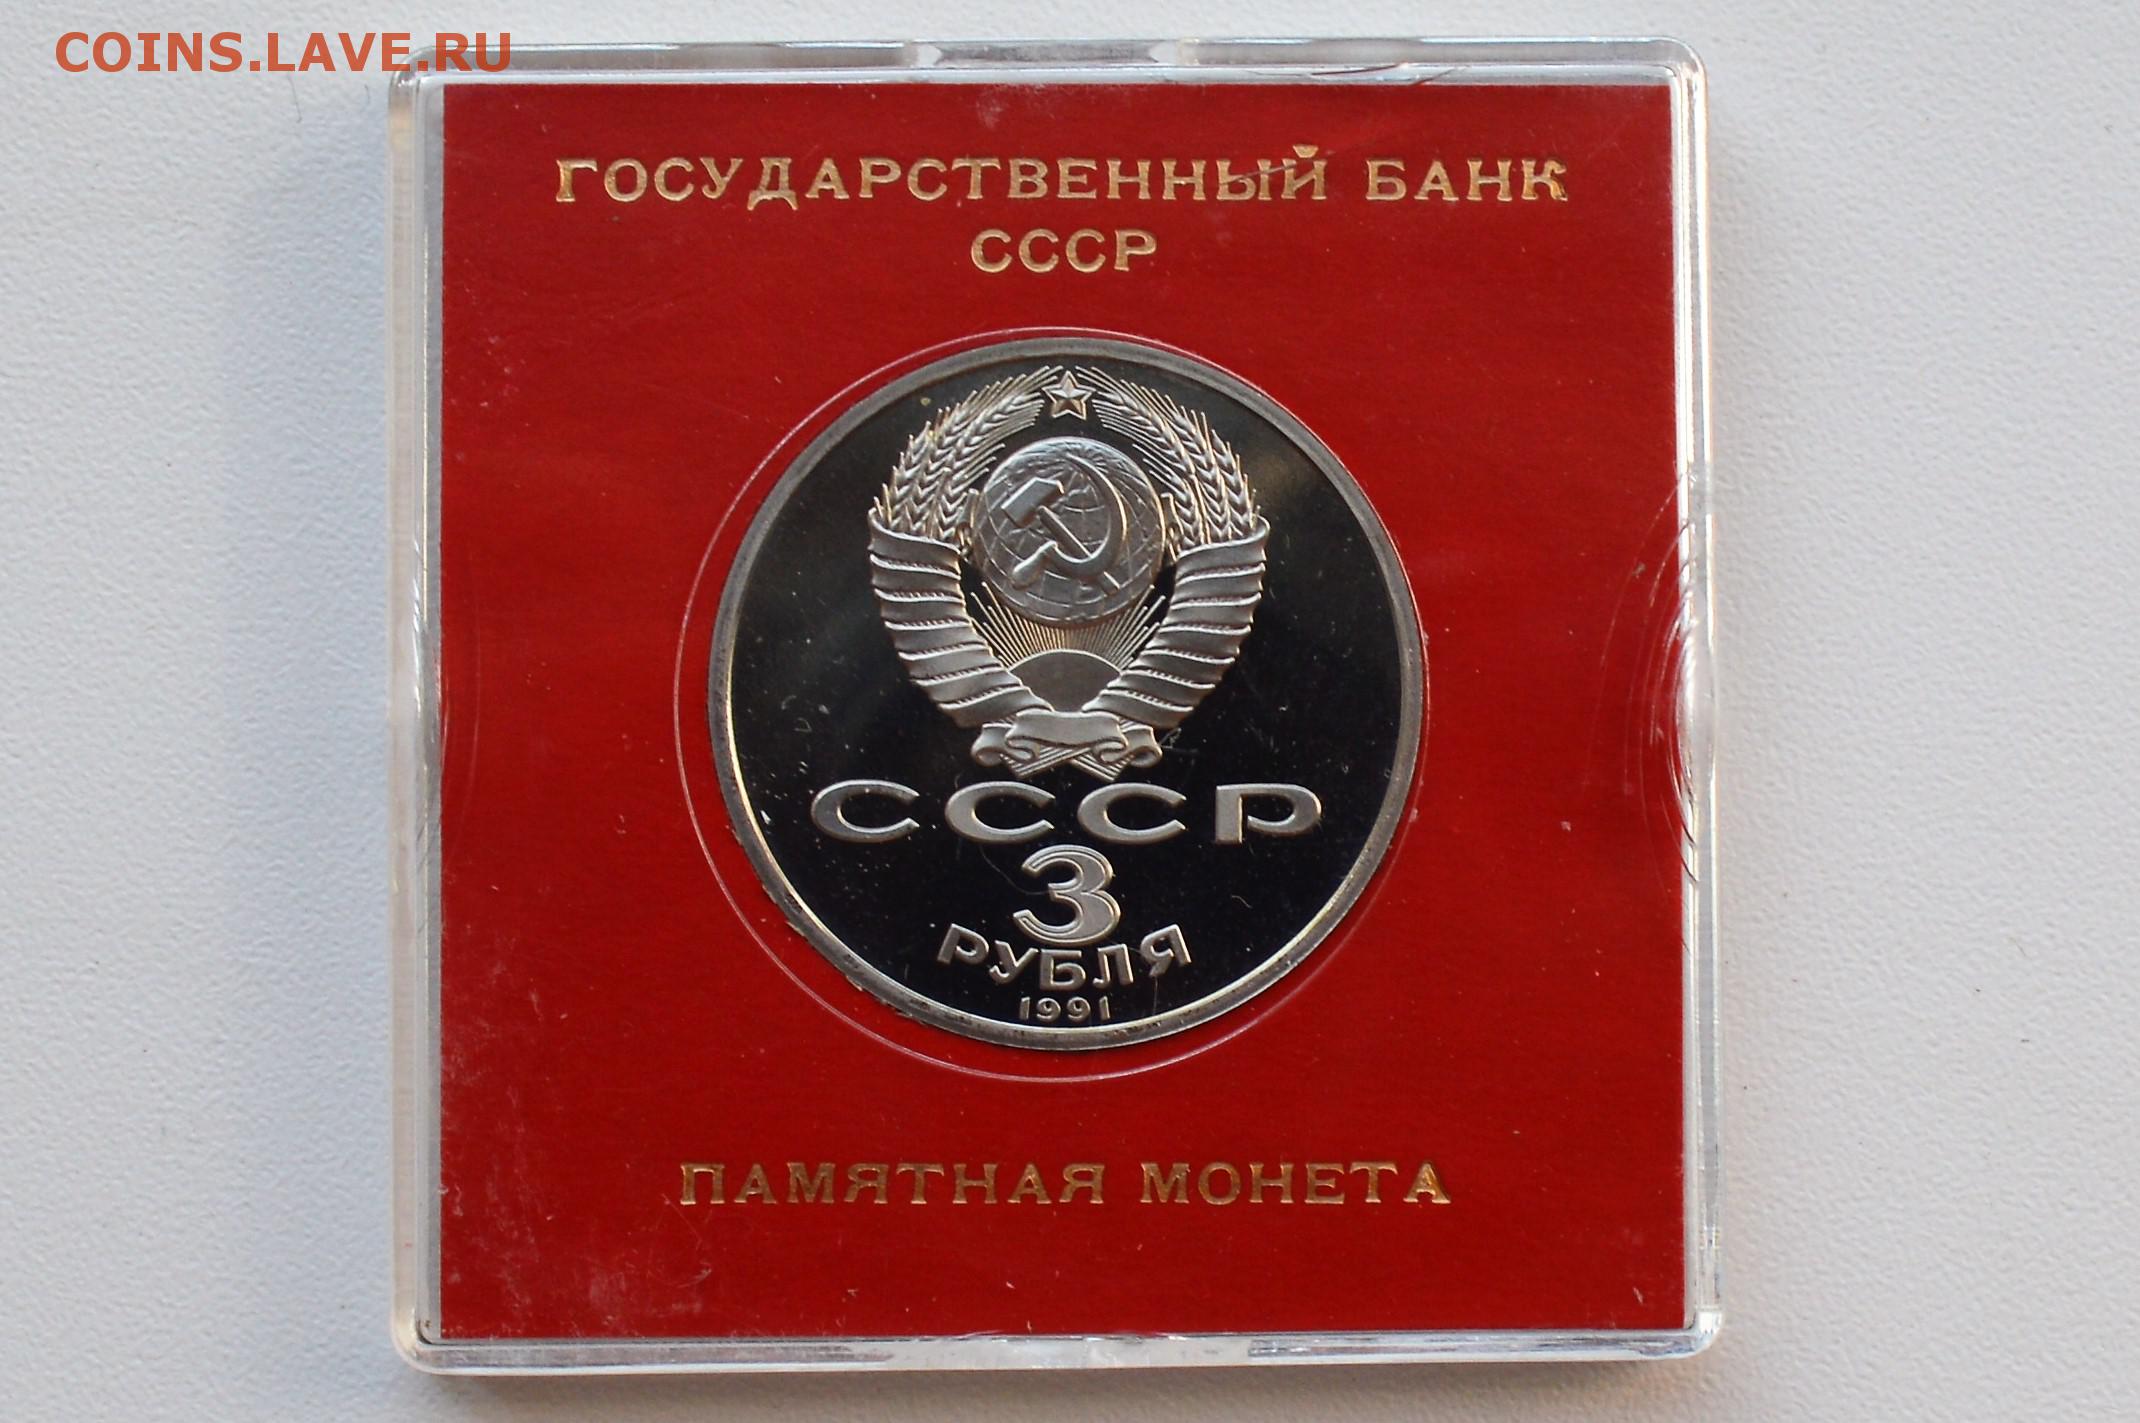 COINS.LAVE.RU
ГОСУДАРСТВЕННЫЙ БАНК
СССР
СССР
3
РУБЛЯ
1991
ПАМЯТНАЯ МОНЕТА